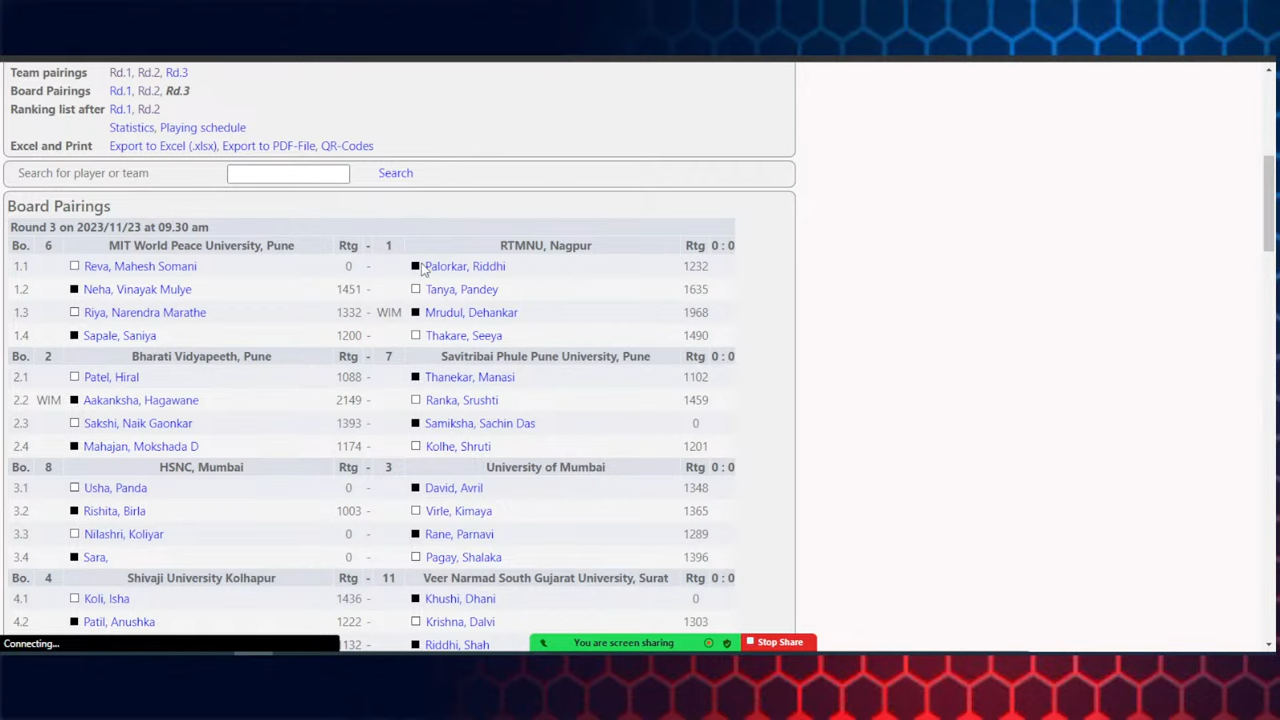 Team pairings Rd.1, Rd.2, Rd.3
Board Pairings Rd.1, Rd.2, Rd.3
Ranking list after Rd.1, Rd.2
Statistics, Playing schedule
Excel and Print Export to Excel (.xlsx), Export to PDF-File, QR-Codes
Search for player or team Search
Board Pairings
Round 3 on 2023/11/23 at 09.30 am
Bo. 6 MIT World Peace University, Pune Rtg - 1 RTMNU, Nagpur Rtg 0 : 0
1.1 Reva, Mahesh Somani 0 - Palorkar, Riddhi 1232
1.2 Neha, Vinayak Mulye 1451 - Tanya, Pandey 1635
1.3 Riya, Narendra Marathe 1332 - WIM Mrudul, Dehankar 1968
1.4 Sapale, Saniya 1200 - Thakare, Seeya 1490
Bo. 2 Bharati Vidyapeeth, Pune Rtg - 7 Savitribai Phule Pune University, Pune Rtg 0 : 0
2.1 Patel, Hiral 1088 - Thanekar, Manasi 1102
2.2 WIM Aakanksha, Hagawane 2149 - Ranka, Srushti 1459
2.3 Sakshi, Naik Gaonkar 1393 - Samiksha, Sachin Das 0
2.4 Mahajan, Mokshada D 1174 - Kolhe, Shruti 1201
Bo. 8 HSNC, Mumbai Rtg - 3 University of Mumbai Rtg 0 : 0
3.1 Usha, Panda 0 - David, Avril 1348
3.2 Rishita, Birla 1003 - Virle, Kimaya 1365
3.3 Nilashri, Koliyar 0 - Rane, Parnavi 1289
3.4 Sara, 0 - Pagay, Shalaka 1396
Bo. 4 Shivaji University Kolhapur Rtg - 11 Veer Narmad South Gujarat University, Surat Rtg 0 : 0
4.1 Koli, Isha 1436 - Khushi, Dhani 0
4.2 Patil, Anushka 1222 - Krishna, Dalvi 1303
Connecting... 1132 - Riddhi, Shah
You are screen sharing Stop Share